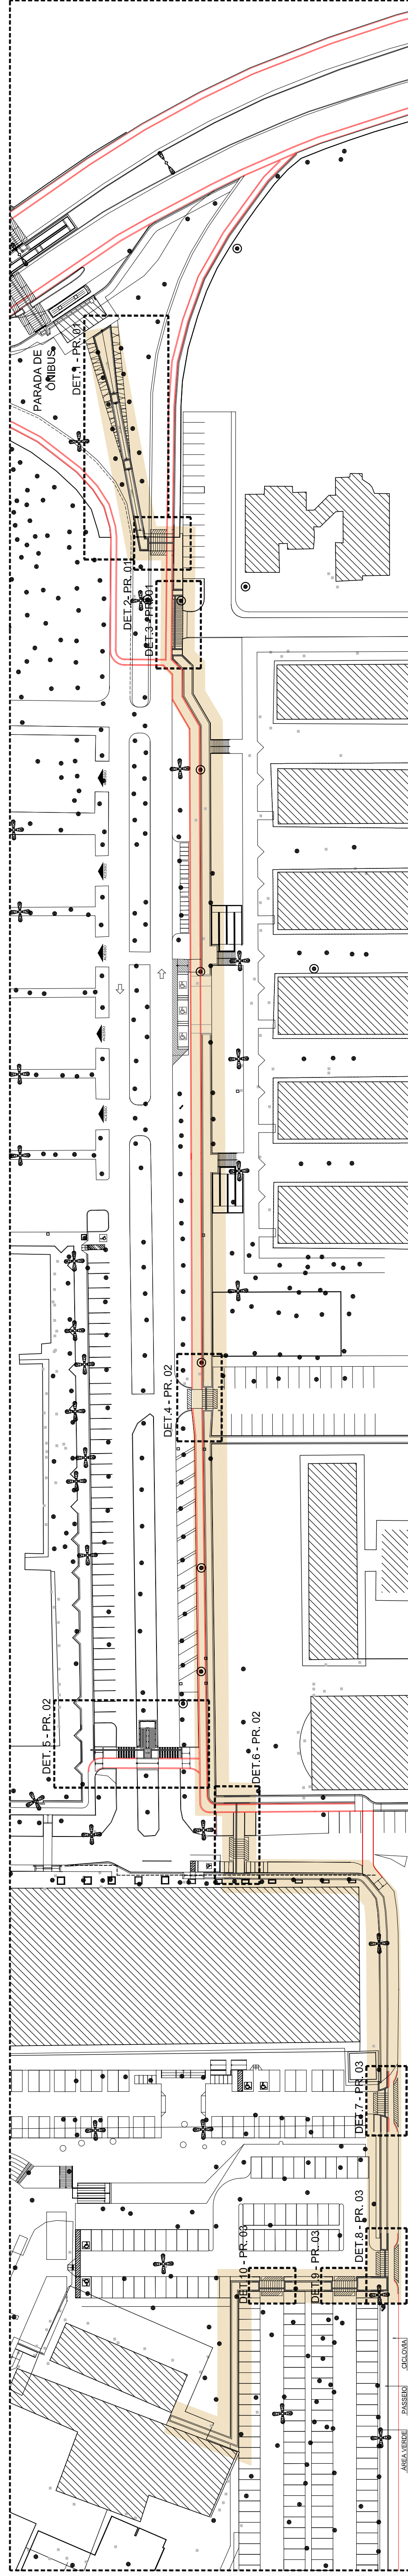 PARADA DE
ÔNIBUS
DET.1 - PR. 01
DET.2- PR. 01
DET.3 - PR. 01
DET.4 - PR. 02
DET. 5 - PR. 02
DET.6 - PR. 02
DET.7 - PR. 03
DET.8 - PR. 03
DET.9 - PR. 03
DET.10 - PR. 03
ÁREA VERDE
PASSEIO
CICLOVIA